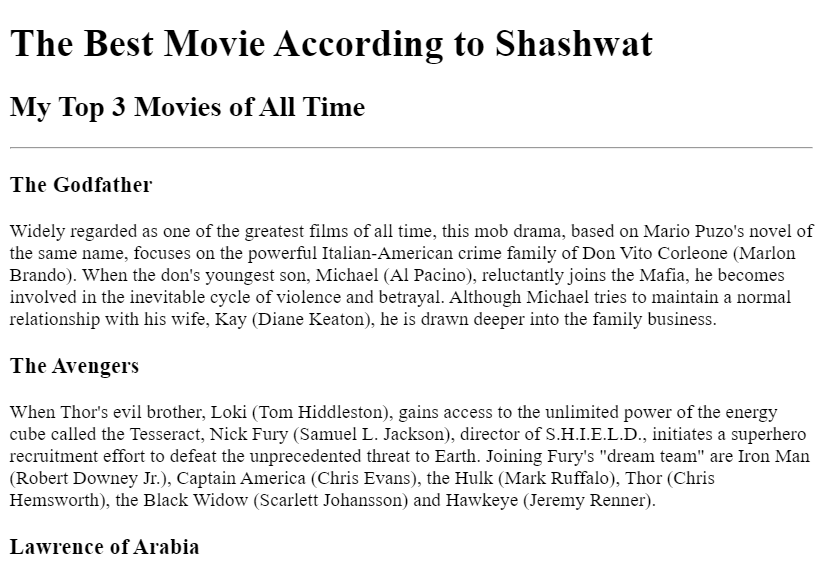 The Best Movie According to Shashwat
My Top 3 Movies of All Time
The Godfather
Widely regarded as one of the greatest films of all time, this mob drama, based on Mario Puzo's novel of
the same name, focuses on the powerful Italian-American crime family of Don Vito Corleone (Marlon
Brando). When the don's youngest son, Michael (Al Pacino), reluctantly joins the Mafia, he becomes
involved in the inevitable cycle of violence and betrayal. Although Michael tries to maintain a normal
relationship with his wife, Kay (Diane Keaton), he is drawn deeper into the family business.
The Avengers
When Thor's evil brother, Loki (Tom Hiddleston), gains access to the unlimited power of the energy
cube called the Tesseract, Nick Fury (Samuel L. Jackson), director of S.H.I.E.L.D., initiates a superhero
recruitment effort to defeat the unprecedented threat to Earth. Joining Fury's "dream team" are Iron Man
(Robert Downey Jr.), Captain America (Chris Evans), the Hulk (Mark Ruffalo), Thor (Chris
Hemsworth), the Black Widow (Scarlett Johansson) and Hawkeye (Jeremy Renner).
Lawrence of Arabia